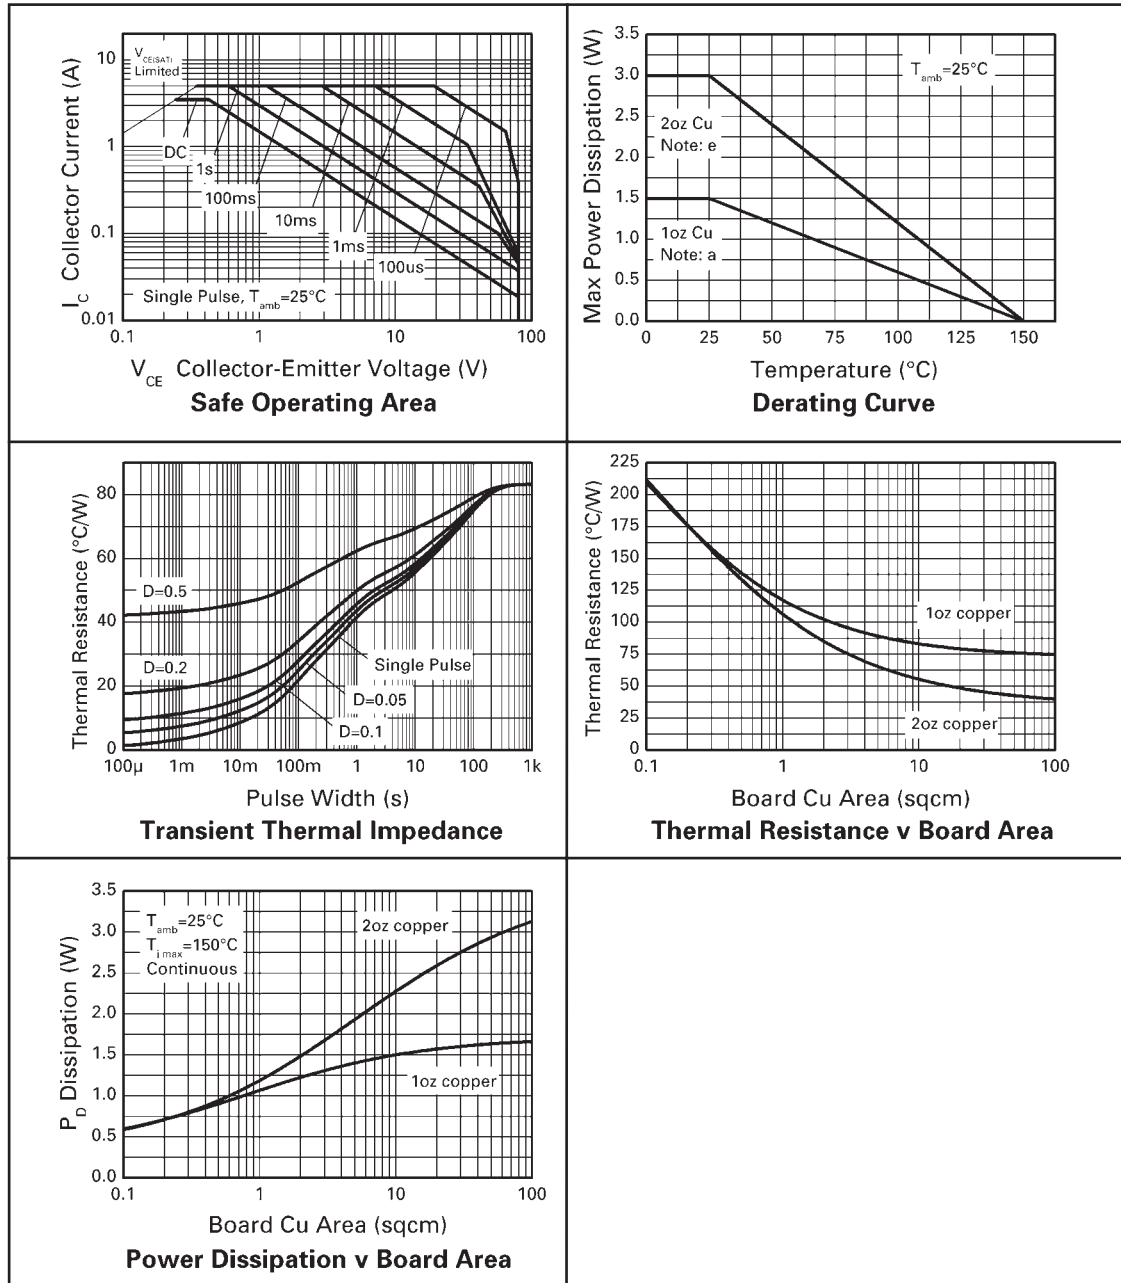 10
1
0.1
0.01
V_CE(SAT)
Limited
DC
1s
100ms
10ms
1ms
100us
Single Pulse, T_amb=25°C
0.1 1 10 100
I_C Collector Current (A)
V_CE Collector-Emitter Voltage (V)
Safe Operating Area
3.5
3.0
2.5
2.0
1.5
1.0
0.5
0.0
T_amb=25°C
2oz Cu
Note: e
1oz Cu
Note: a
0 25 50 75 100 125 150
Max Power Dissipation (W)
Temperature (°C)
Derating Curve
80
60
40
20
0
D=0.5
D=0.2
Single Pulse
D=0.05
D=0.1
100µ 1m 10m 100m 1 10 100 1k
Thermal Resistance (°C/W)
Pulse Width (s)
Transient Thermal Impedance
225
200
175
150
125
100
75
50
25
0
1oz copper
2oz copper
0.1 1 10 100
Thermal Resistance (°C/W)
Board Cu Area (sqcm)
Thermal Resistance v Board Area
3.5
3.0
2.5
2.0
1.5
1.0
0.5
0.0
T_amb=25°C
T_j max=150°C
Continuous
2oz copper
1oz copper
0.1 1 10 100
P_D Dissipation (W)
Board Cu Area (sqcm)
Power Dissipation v Board Area